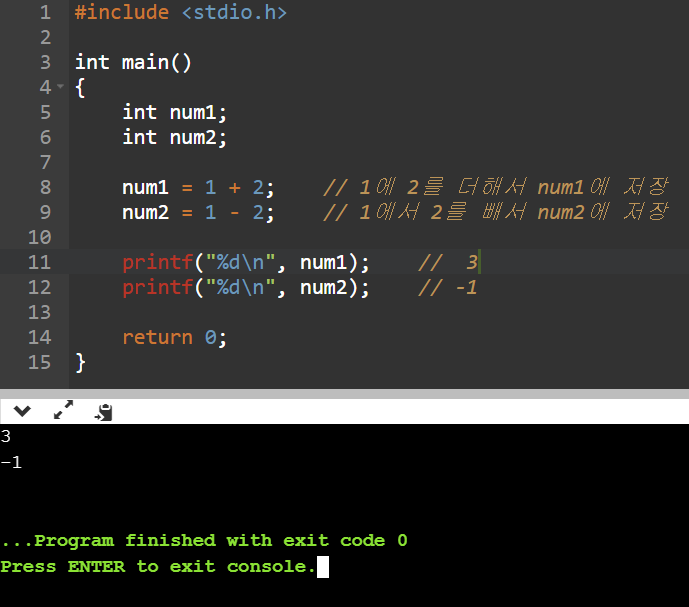 1 #include <stdio.h>
2
3 int main()
4 {
5     int num1;
6     int num2;
7
8     num1 = 1 + 2;    // 1에 2를 더해서 num1에 저장
9     num2 = 1 - 2;    // 1에서 2를 빼서 num2에 저장
10
11     printf("%d\n", num1);    //  3
12     printf("%d\n", num2);    // -1
13
14     return 0;
15 }
3
-1
...Program finished with exit code 0
Press ENTER to exit console.